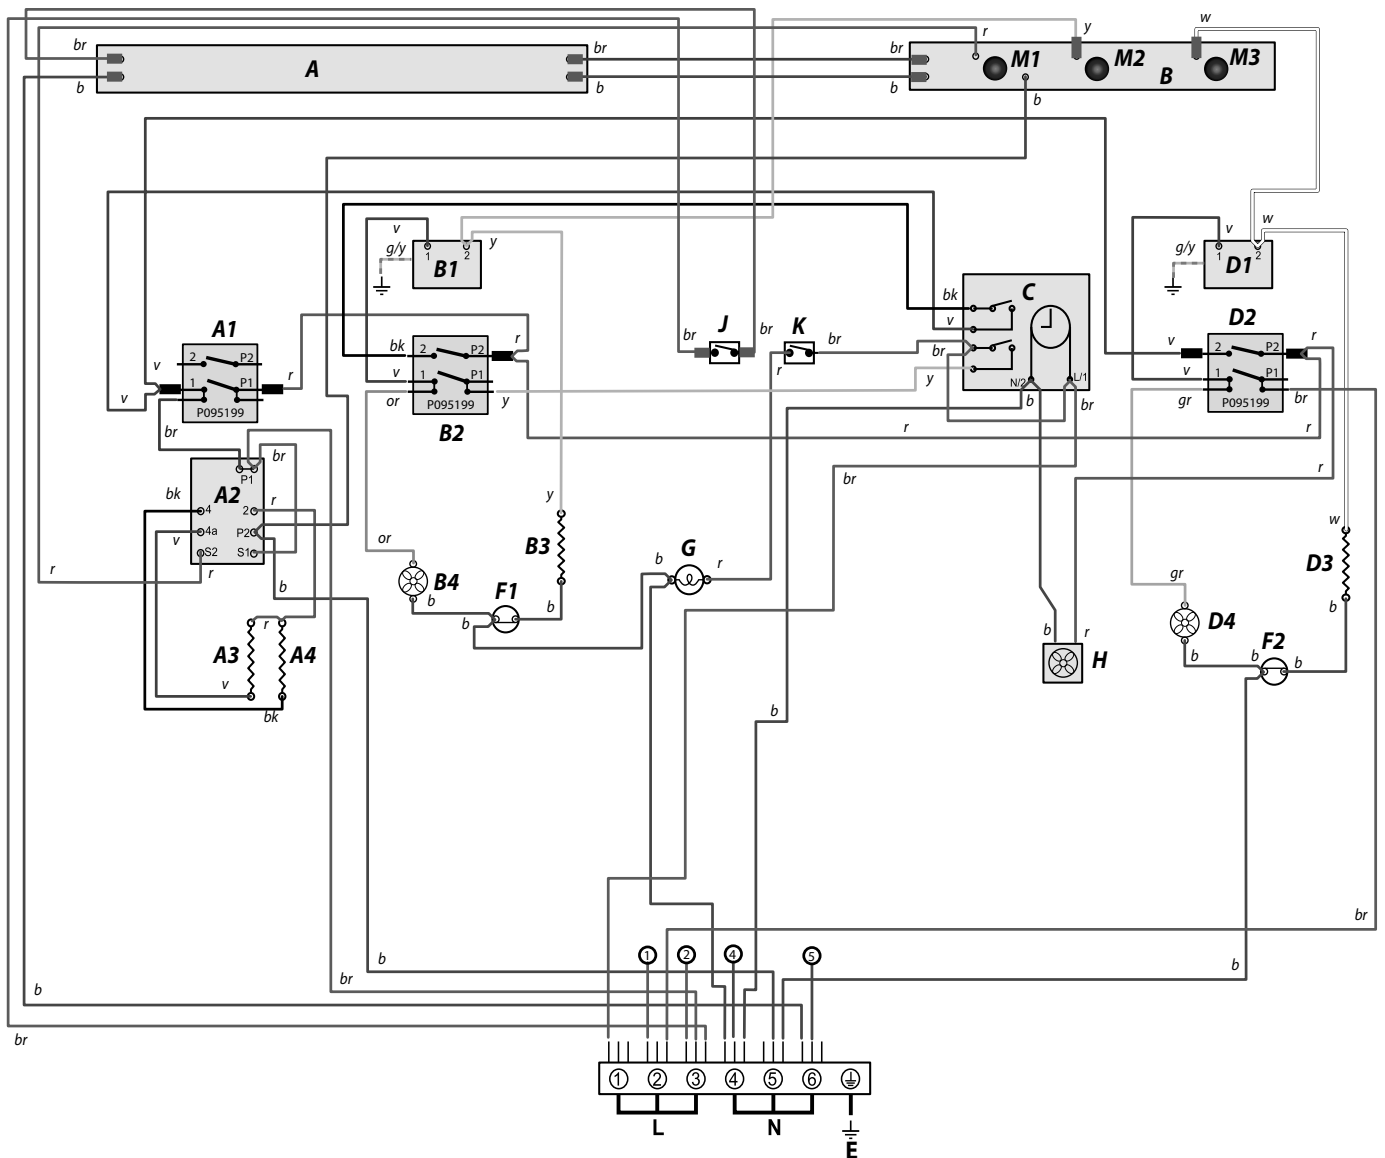 w
r
y
br
A
br
br
M1
M2
M3
B
b
b
b
b
v
y
v
w
g/y
1
2
B1
g/y
1
2
D1
bk
C
v
A1
J
K
D2
br
br
br
br
r
N/2
L/1
y
b
br
v
2
P2
1
P1
r
P095199
v
bk
2
P2
r
v
1
P1
or
P095199
y
B2
v
2
P2
r
v
1
P1
gr
P095199
br
br
br
r
r
br
P1
bk
A2
r
4
2
v
4a
P2
S2
S1
r
r
b
r
y
or
B3
B4
b
F1
b
b
b
G
r
w
D3
gr
b
D4
b
b
F2
b
A3
r
A4
v
bk
b
r
H
b
br
b
br
b
b
br
1
2
4
5
1
2
3
4
5
6
L
N
E